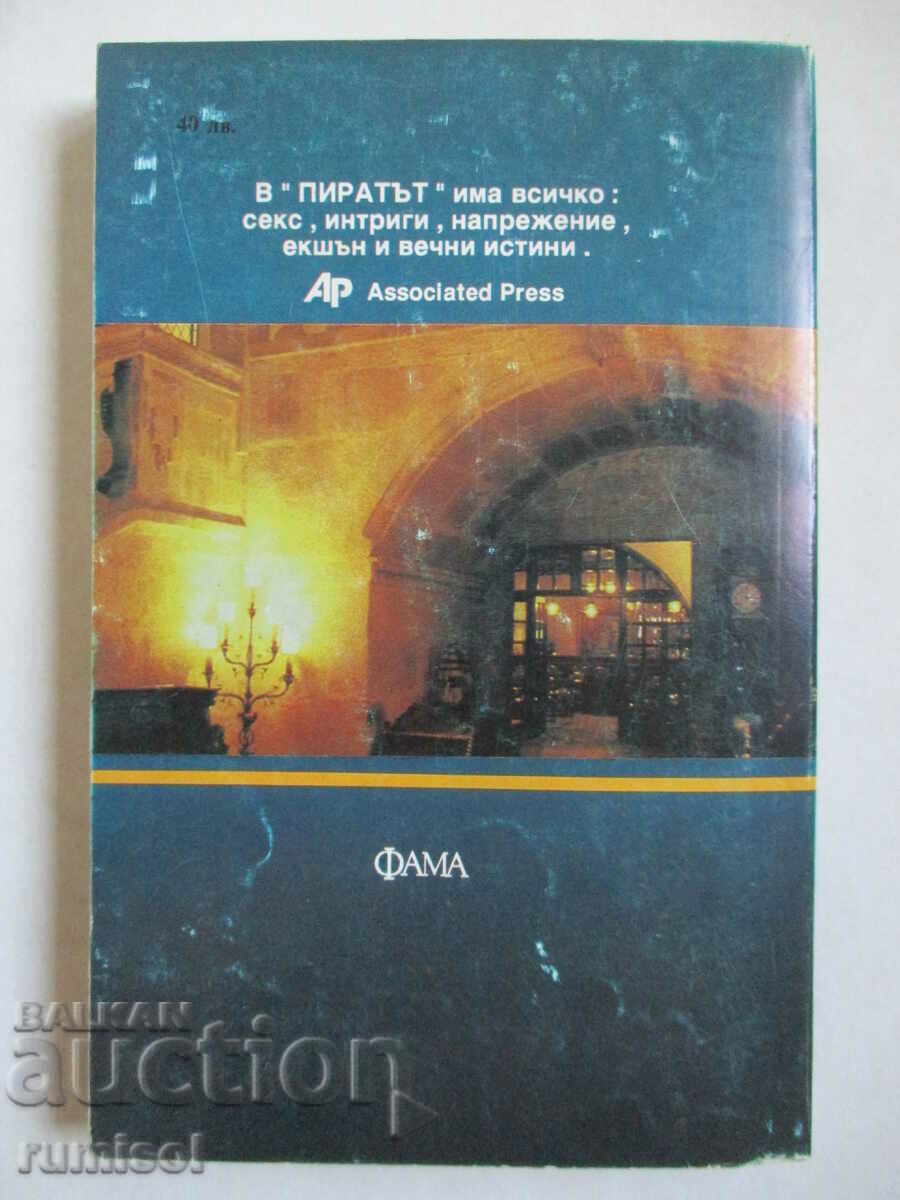 40 лв.
В " ПИРАТЪТ " има всичко :
секс , интриги , напрежение ,
екшън и вечни истини .
AP Associated Press
ФАМА
BALKAN
auction
rumisol